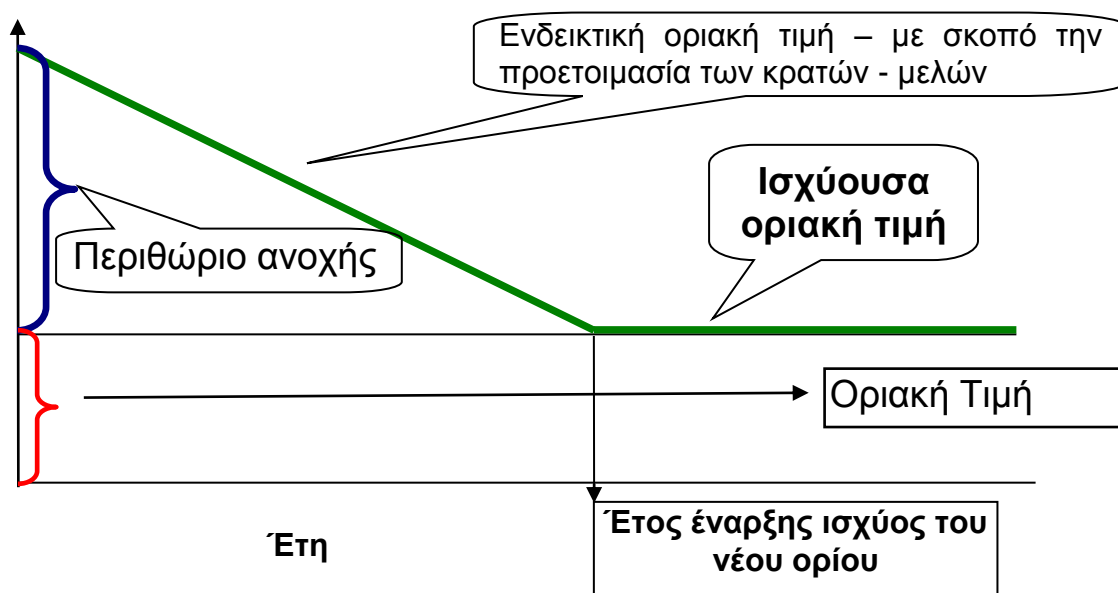 Ενδεικτική οριακή τιμή – με σκοπό την
προετοιμασία των κρατών - μελών
Ισχύουσα
οριακή τιμή
Περιθώριο ανοχής
Οριακή Τιμή
Έτη
Έτος έναρξης ισχύος του
νέου ορίου